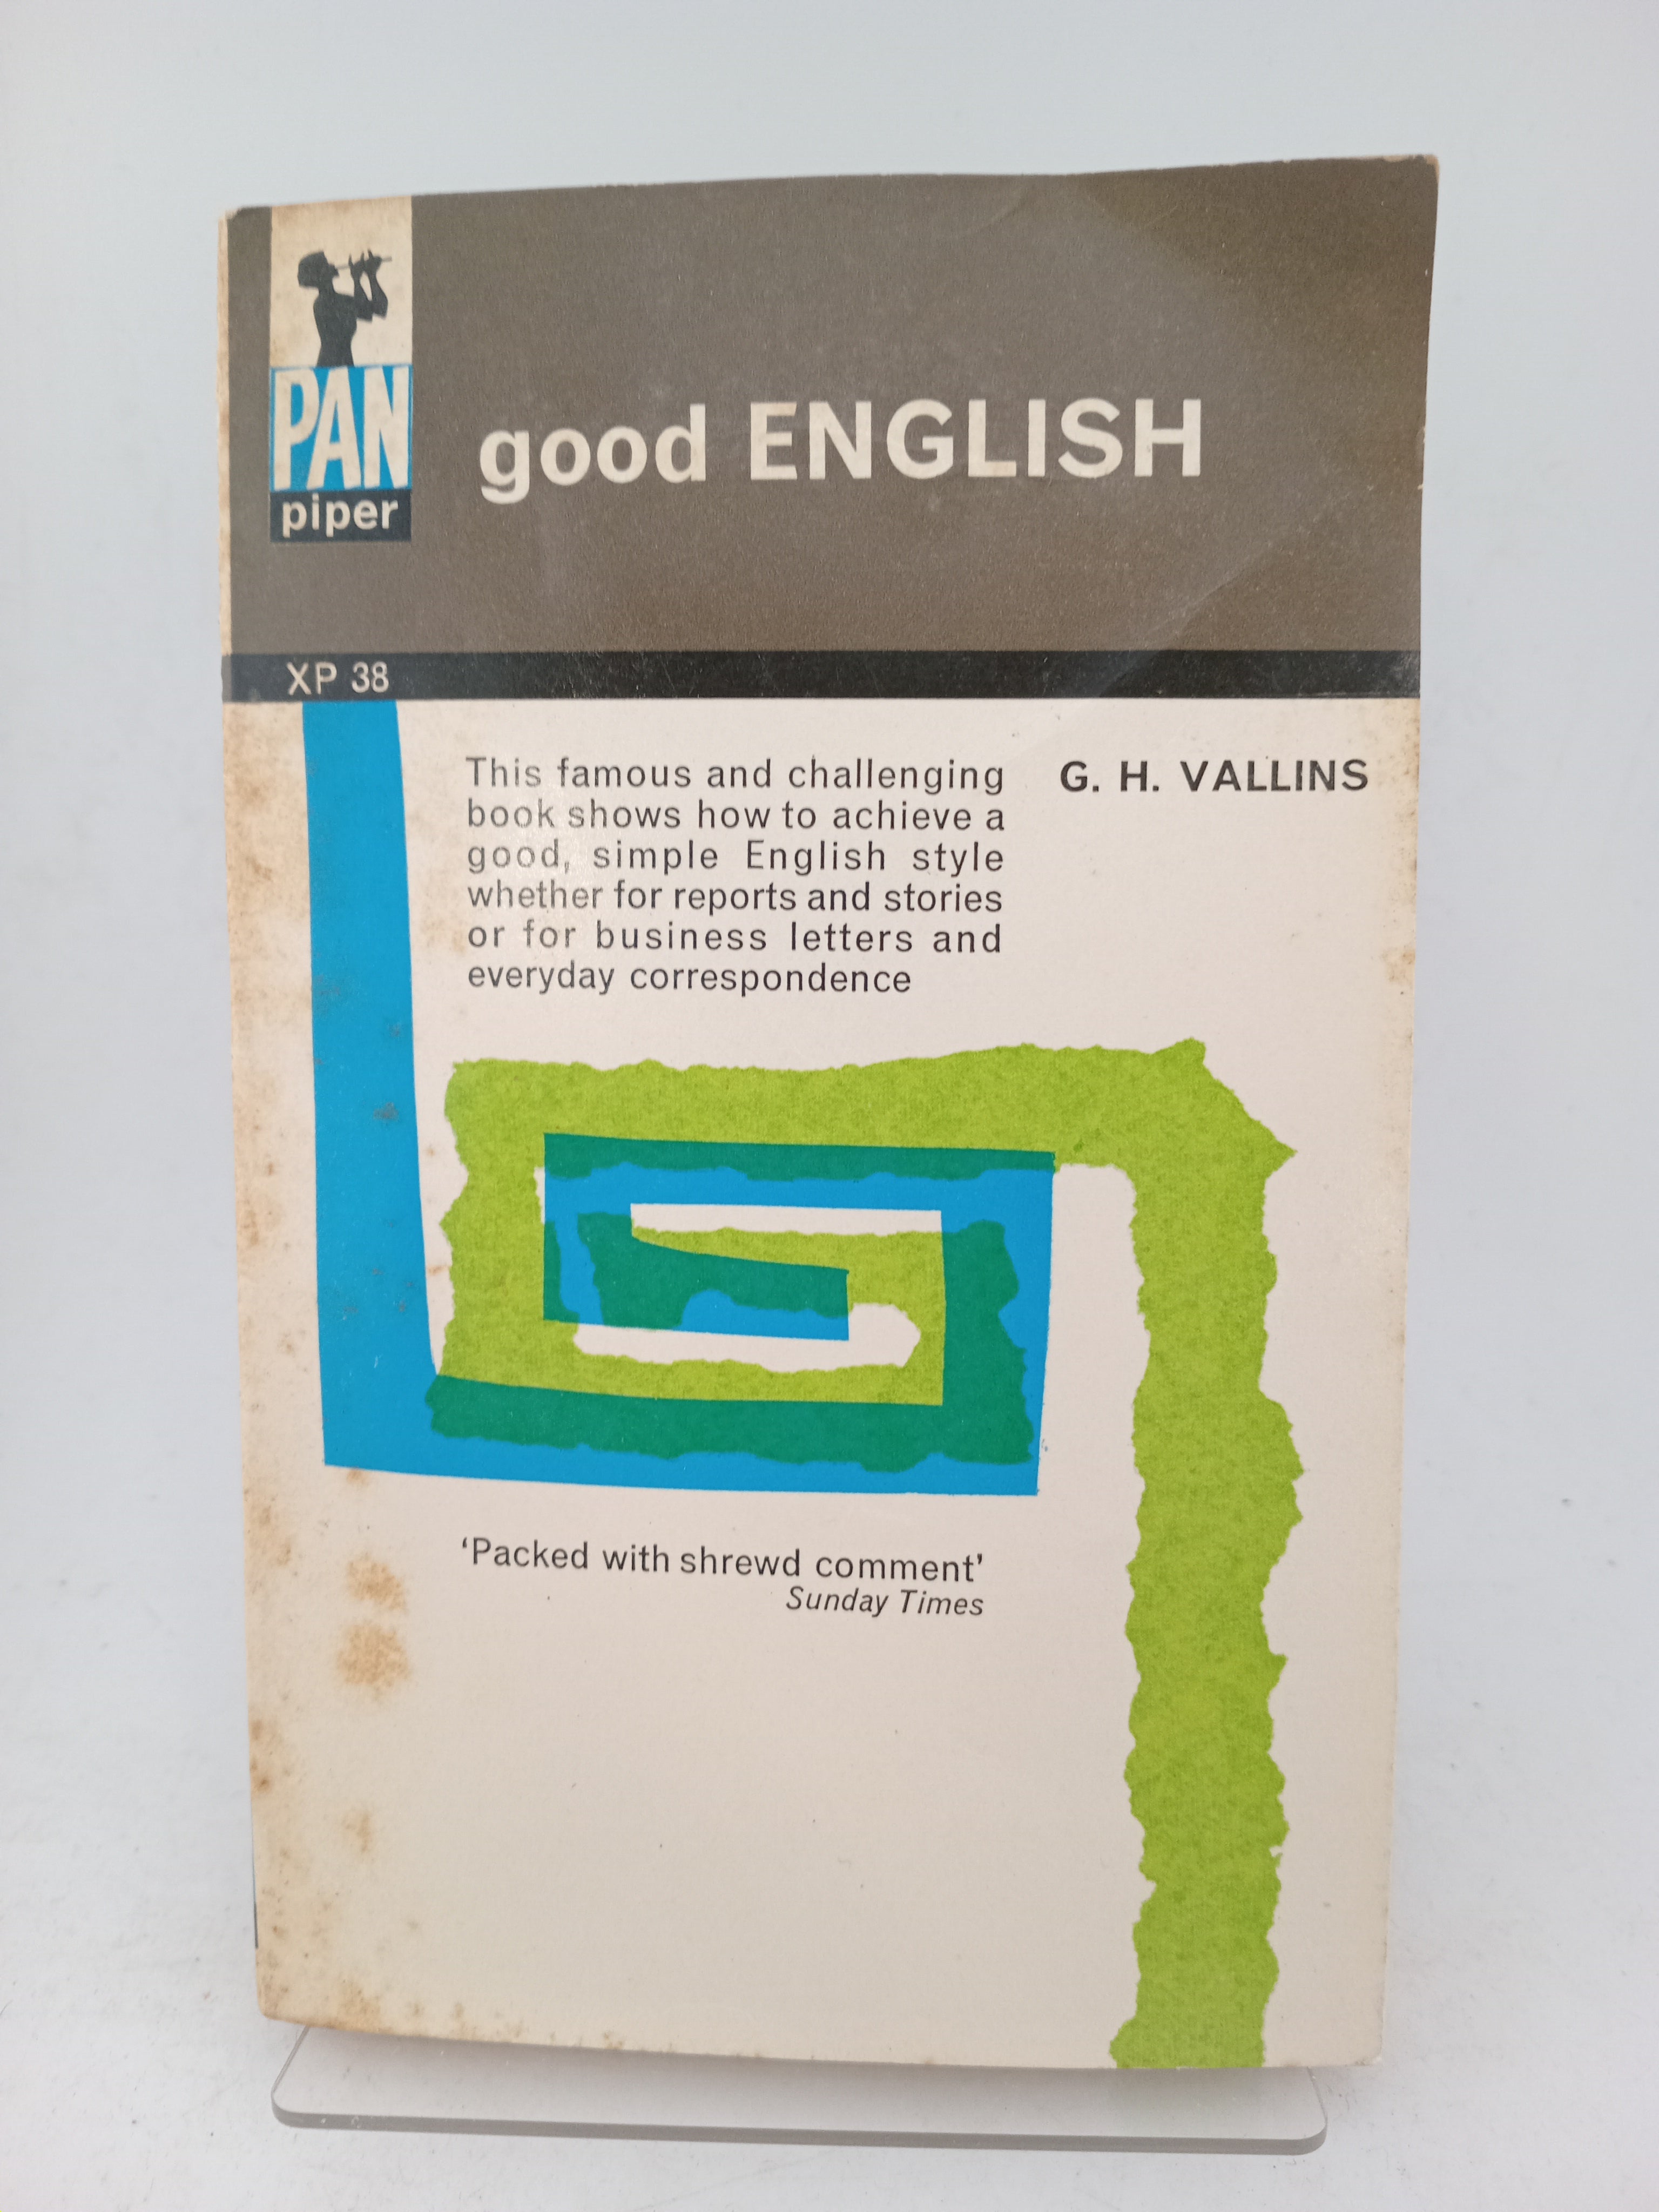 PAN
piper
good ENGLISH
XP 38
This famous and challenging
book shows how to achieve a
good, simple English style
whether for reports and stories
or for business letters and
everyday correspondence
G. H. VALLINS
‘Packed with shrewd comment’
Sunday Times